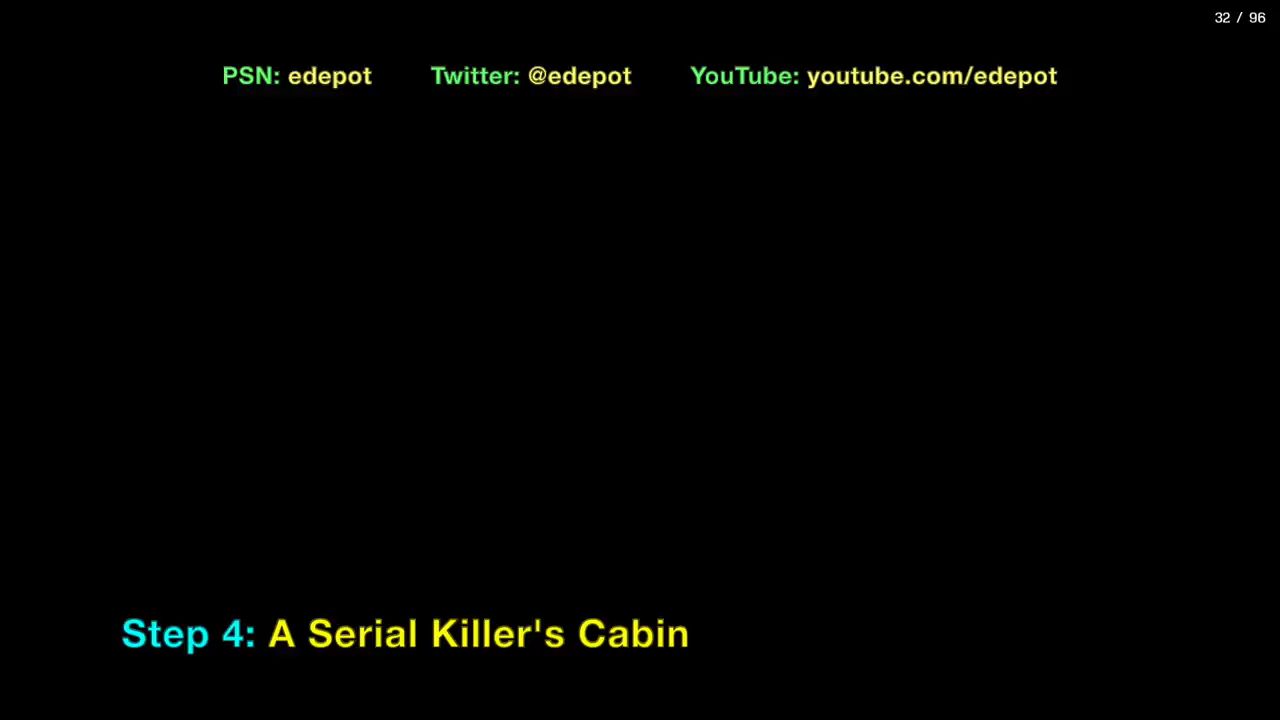 32 / 96
PSN: edepot Twitter: @edepot YouTube: youtube.com/edepot
Step 4: A Serial Killer's Cabin